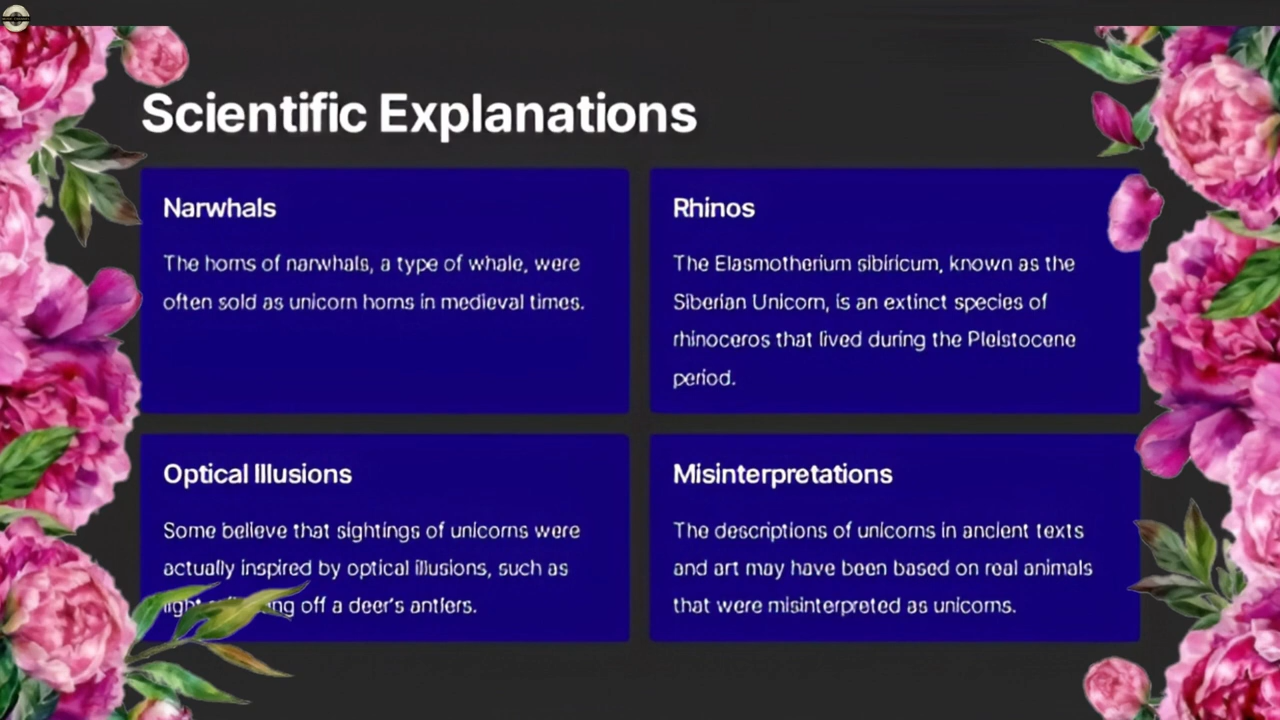 Scientific Explanations
Narwhals
The horns of narwhals, a type of whale, were
often sold as unicorn horns in medieval times.
Rhinos
The Elasmotherium sibiricum, known as the
Siberian Unicorn, is an extinct species of
rhinoceros that lived during the Pleistocene
period.
Optical Illusions
Some believe that sightings of unicorns were
actually inspired by optical illusions, such as
off a deer's antlers.
Misinterpretations
The descriptions of unicorns in ancient texts
and art may have been based on real animals
that were misinterpreted as unicorns.